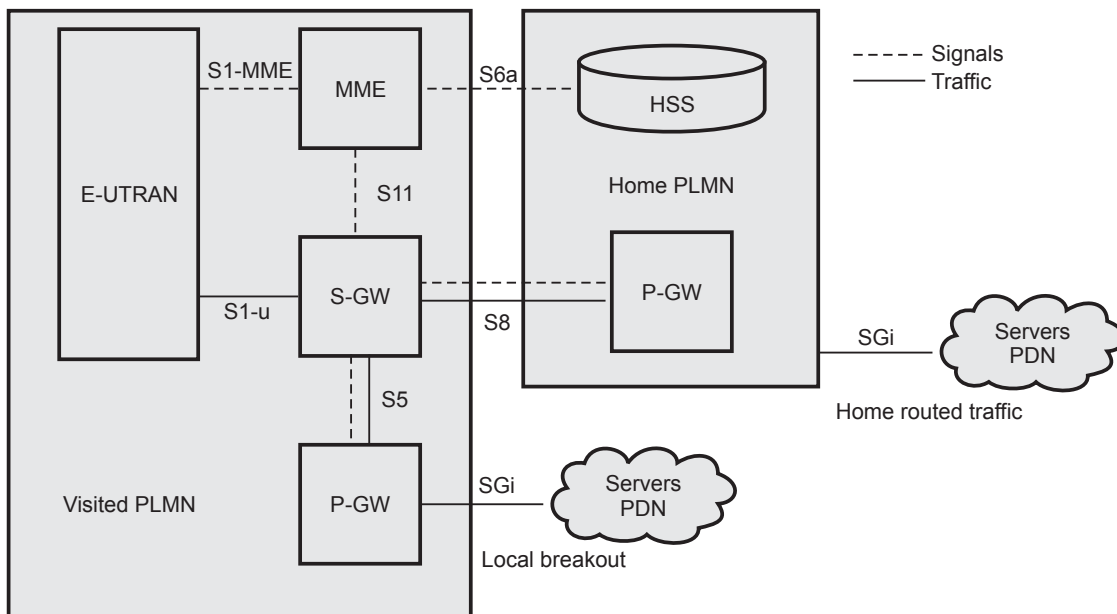 S1-MME
MME
S6a
HSS
Signals
Traffic
E-UTRAN
S11
Home PLMN
S1-u
S-GW
S8
P-GW
SGi
Servers
PDN
Home routed traffic
S5
Visited PLMN
P-GW
SGi
Servers
PDN
Local breakout